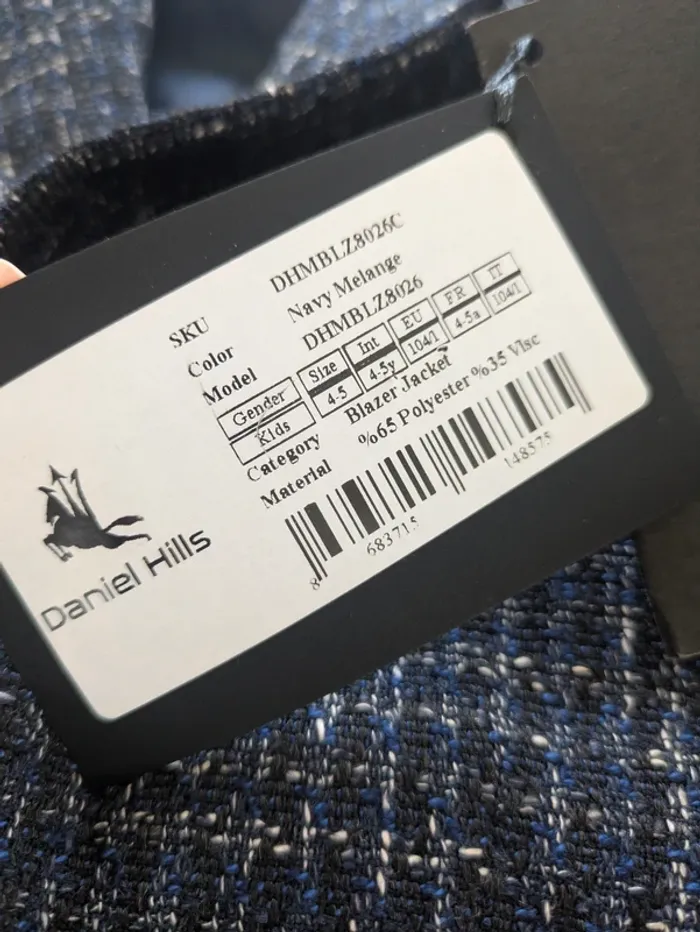 SKU DHMBLZ8026C
Color Navy Melange
Model DHMBLZ8026
Gender Size Int EU FR IT
Kids 4-5 4-5y 104/1 4-5a 104/1
Category Blazer Jacket
Material %65 Polyester %35 Visc
8 683715 148575
Daniel Hills